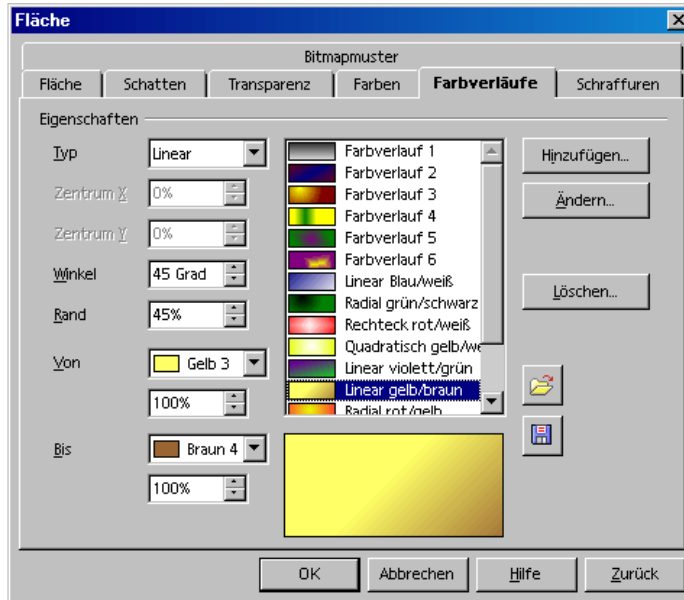 Fläche
Bitmapmuster
Fläche Schatten Transparenz Farben Farbverläufe Schraffuren
Eigenschaften
Typ Linear
Zentrum X 0%
Zentrum Y 0%
Winkel 45 Grad
Rand 45%
Von Gelb 3
100%
Bis Braun 4
100%
Farbverlauf 1
Farbverlauf 2
Farbverlauf 3
Farbverlauf 4
Farbverlauf 5
Farbverlauf 6
Linear Blau/weiß
Radial grün/schwarz
Rechteck rot/weiß
Quadratisch gelb/we
Linear violett/grün
Linear gelb/braun
Radial rot/gelb
Hinzufügen...
Ändern...
Löschen...
OK Abbrechen Hilfe Zurück